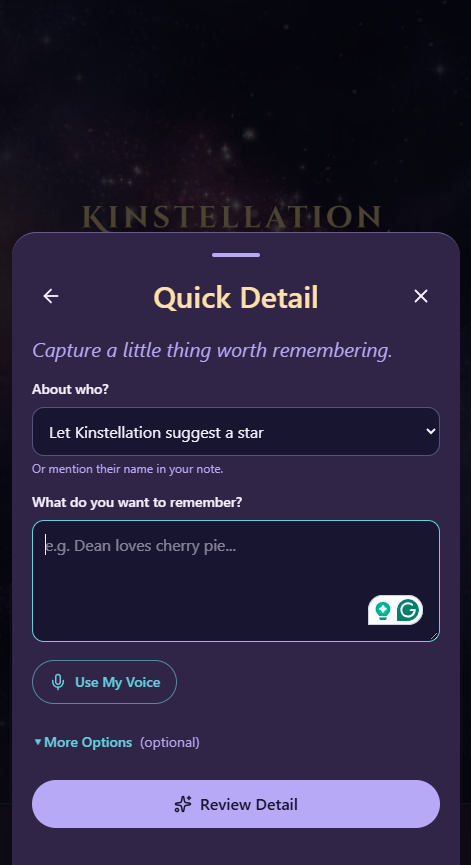 KINSTELLATION
Quick Detail
Capture a little thing worth remembering.
About who?
Let Kinstellation suggest a star
Or mention their name in your note.
What do you want to remember?
e.g. Dean loves cherry pie...
Use My Voice
More Options (optional)
Review Detail